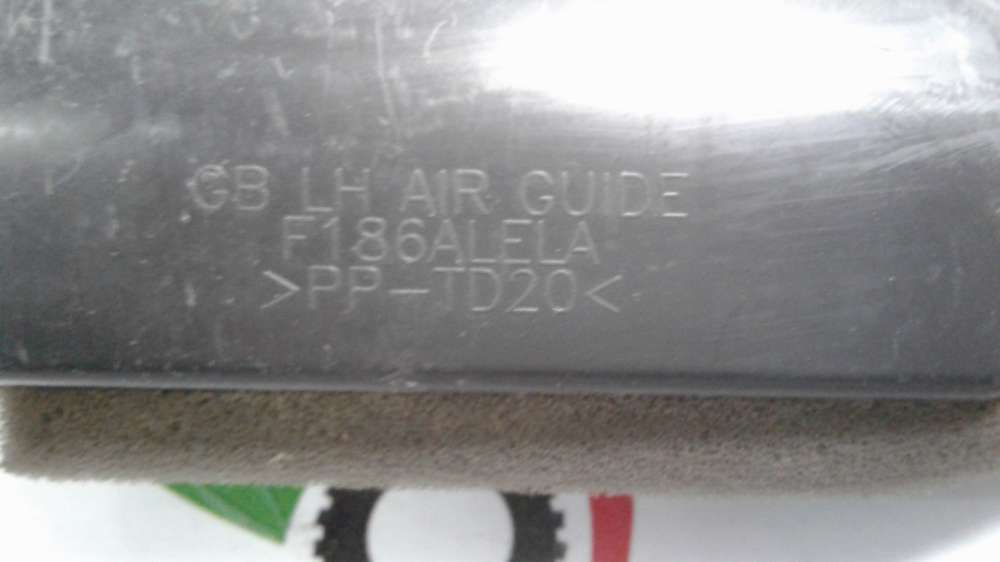 GB LH AIR GUIDE
F186ALELA
>PP-TD20<